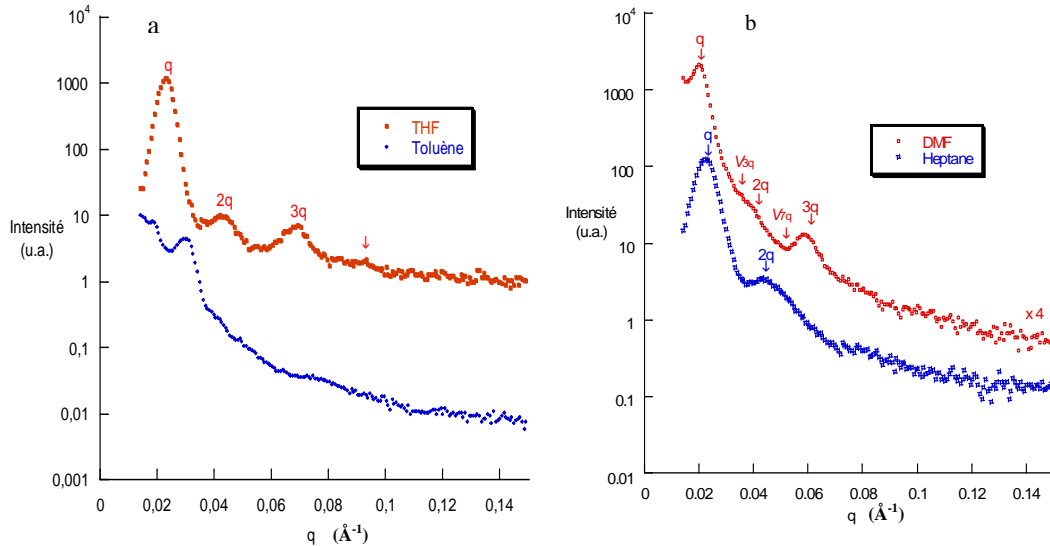 a
10⁴
1000
100
10
1
0,1
0,01
0,001
Intensité
(u.a.)
q
2q
3q
THF
Toluène
0
0,02
0,04
0,06
0,08
0,1
0,12
0,14
q (Å⁻¹)
b
10⁴
1000
100
10
1
0.1
0.01
Intensité
(u.a.)
q
q
V3q
2q
V7q
3q
2q
DMF
Heptane
x 4
0
0.02
0.04
0.06
0.08
0.1
0.12
0.14
q (Å⁻¹)